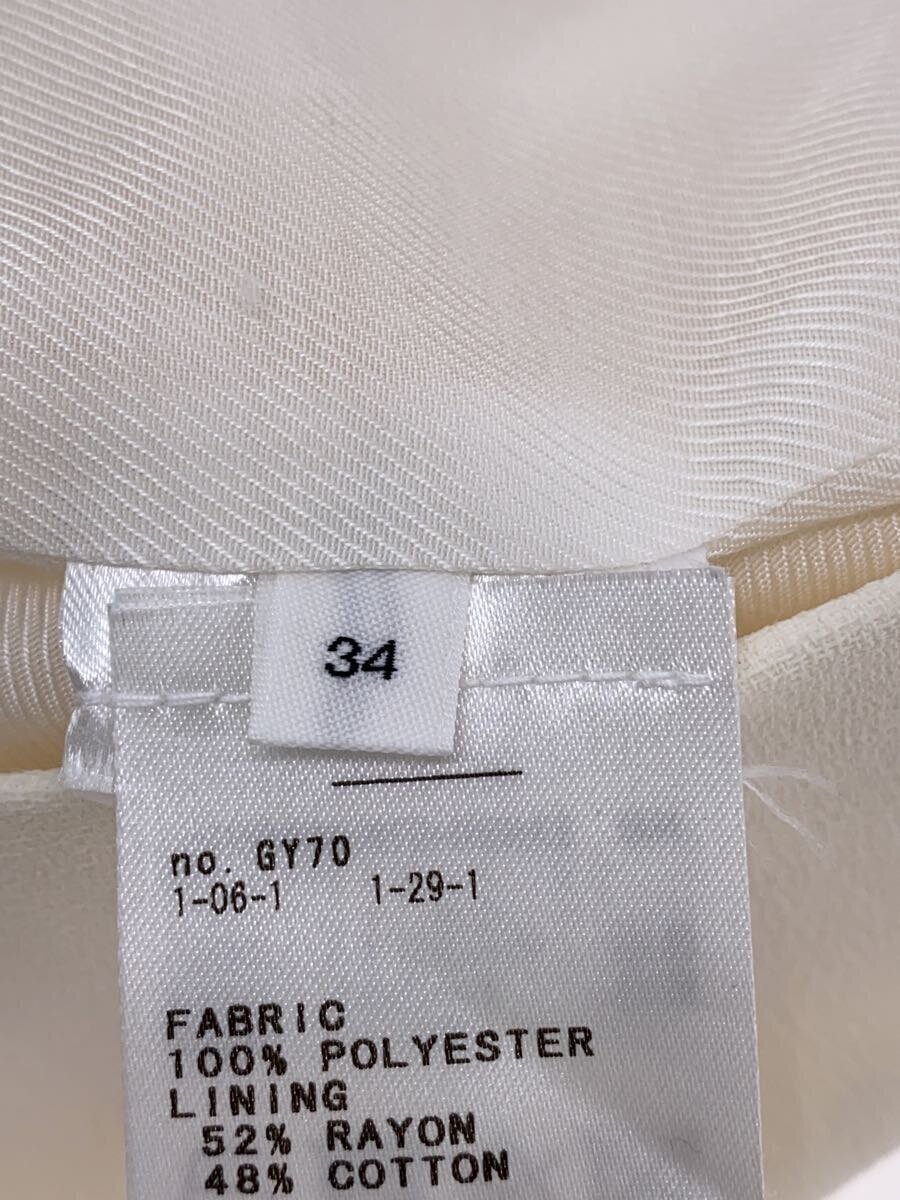 34
no. GY70
1-06-1 1-29-1
FABRIC
100% POLYESTER
LINING
52% RAYON
48% COTTON